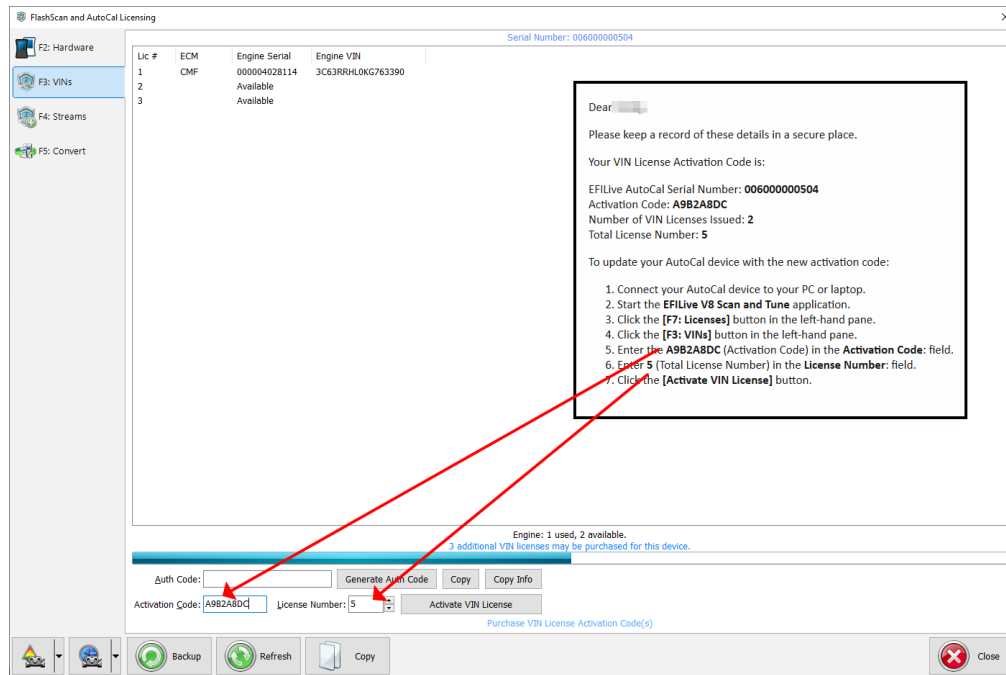 FlashScan and AutoCal Licensing
F2: Hardware
F3: VINs
F4: Streams
F5: Convert
Serial Number: 006000000504
Lic # ECM Engine Serial Engine VIN
1 CMF 000004028114 3C63RRHL0KG763390
2 Available
3 Available
Dear
Please keep a record of these details in a secure place.
Your VIN License Activation Code is:
EFILive AutoCal Serial Number: 006000000504
Activation Code: A9B2A8DC
Number of VIN Licenses Issued: 2
Total License Number: 5
To update your AutoCal device with the new activation code:
1. Connect your AutoCal device to your PC or laptop.
2. Start the EFILive V8 Scan and Tune application.
3. Click the [F7: Licenses] button in the left-hand pane.
4. Click the [F3: VINs] button in the left-hand pane.
5. Enter the A9B2A8DC (Activation Code) in the Activation Code: field.
6. Enter 5 (Total License Number) in the License Number: field.
7. Click the [Activate VIN License] button.
Engine: 1 used, 2 available.
3 additional VIN licenses may be purchased for this device.
Auth Code: Generate Auth Code Copy Copy Info
Activation Code: A9B2A8DC License Number: 5 Activate VIN License
Purchase VIN License Activation Code(s)
Backup Refresh Copy Close